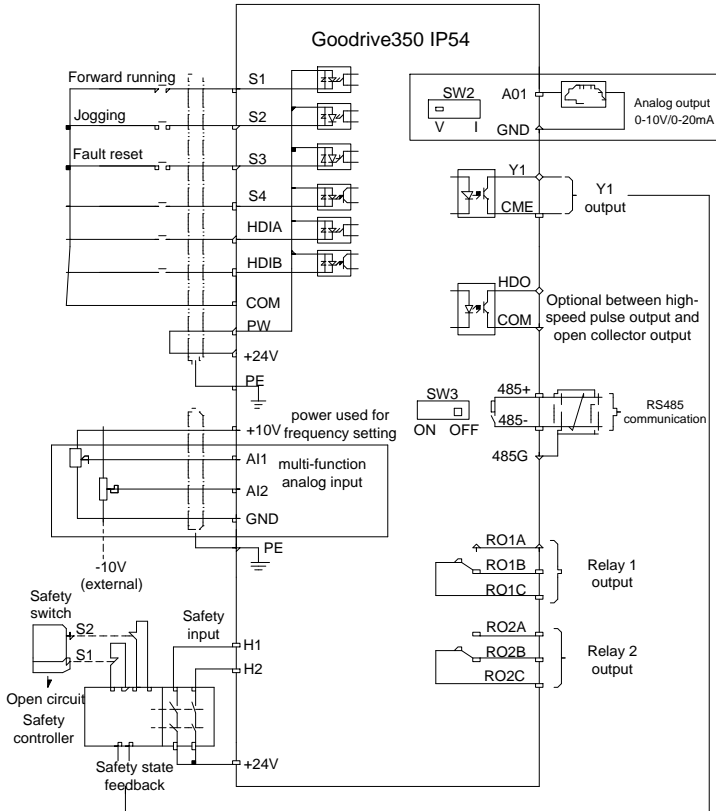 Goodrive350 IP54
Forward running
S1
Jogging
S2
Fault reset
S3
S4
HDIA
HDIB
COM
PW
+24V
PE
SW2
V I
A01
GND
Analog output
0-10V/0-20mA
Y1
CME
Y1
output
HDO
COM
Optional between high-
speed pulse output and
open collector output
SW3
ON OFF
485+
485-
485G
RS485
communication
+10V
power used for
frequency setting
AI1
AI2
multi-function
analog input
GND
PE
-10V
(external)
RO1A
RO1B
RO1C
Relay 1
output
RO2A
RO2B
RO2C
Relay 2
output
Safety
switch
S2
S1
Open circuit
Safety
controller
Safety
input
H1
H2
+24V
Safety state
feedback